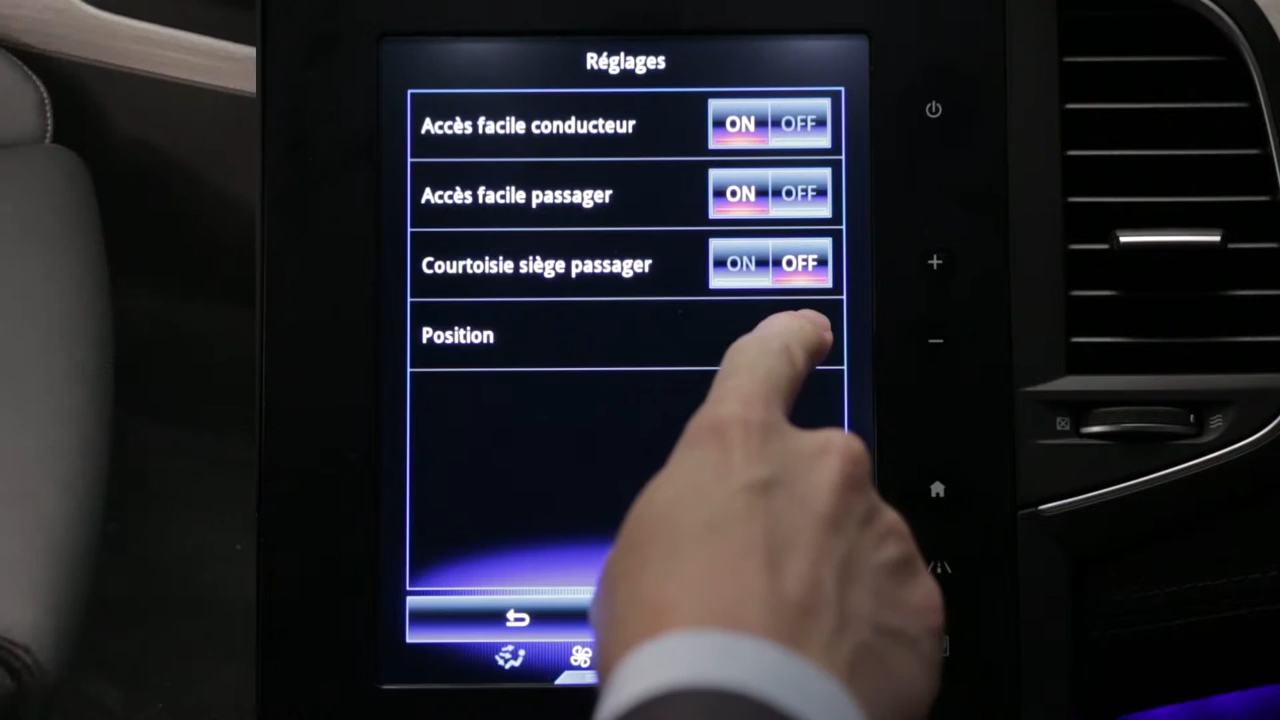 Réglages
Accès facile conducteur ON OFF
Accès facile passager ON OFF
Courtoisie siège passager ON OFF
Position